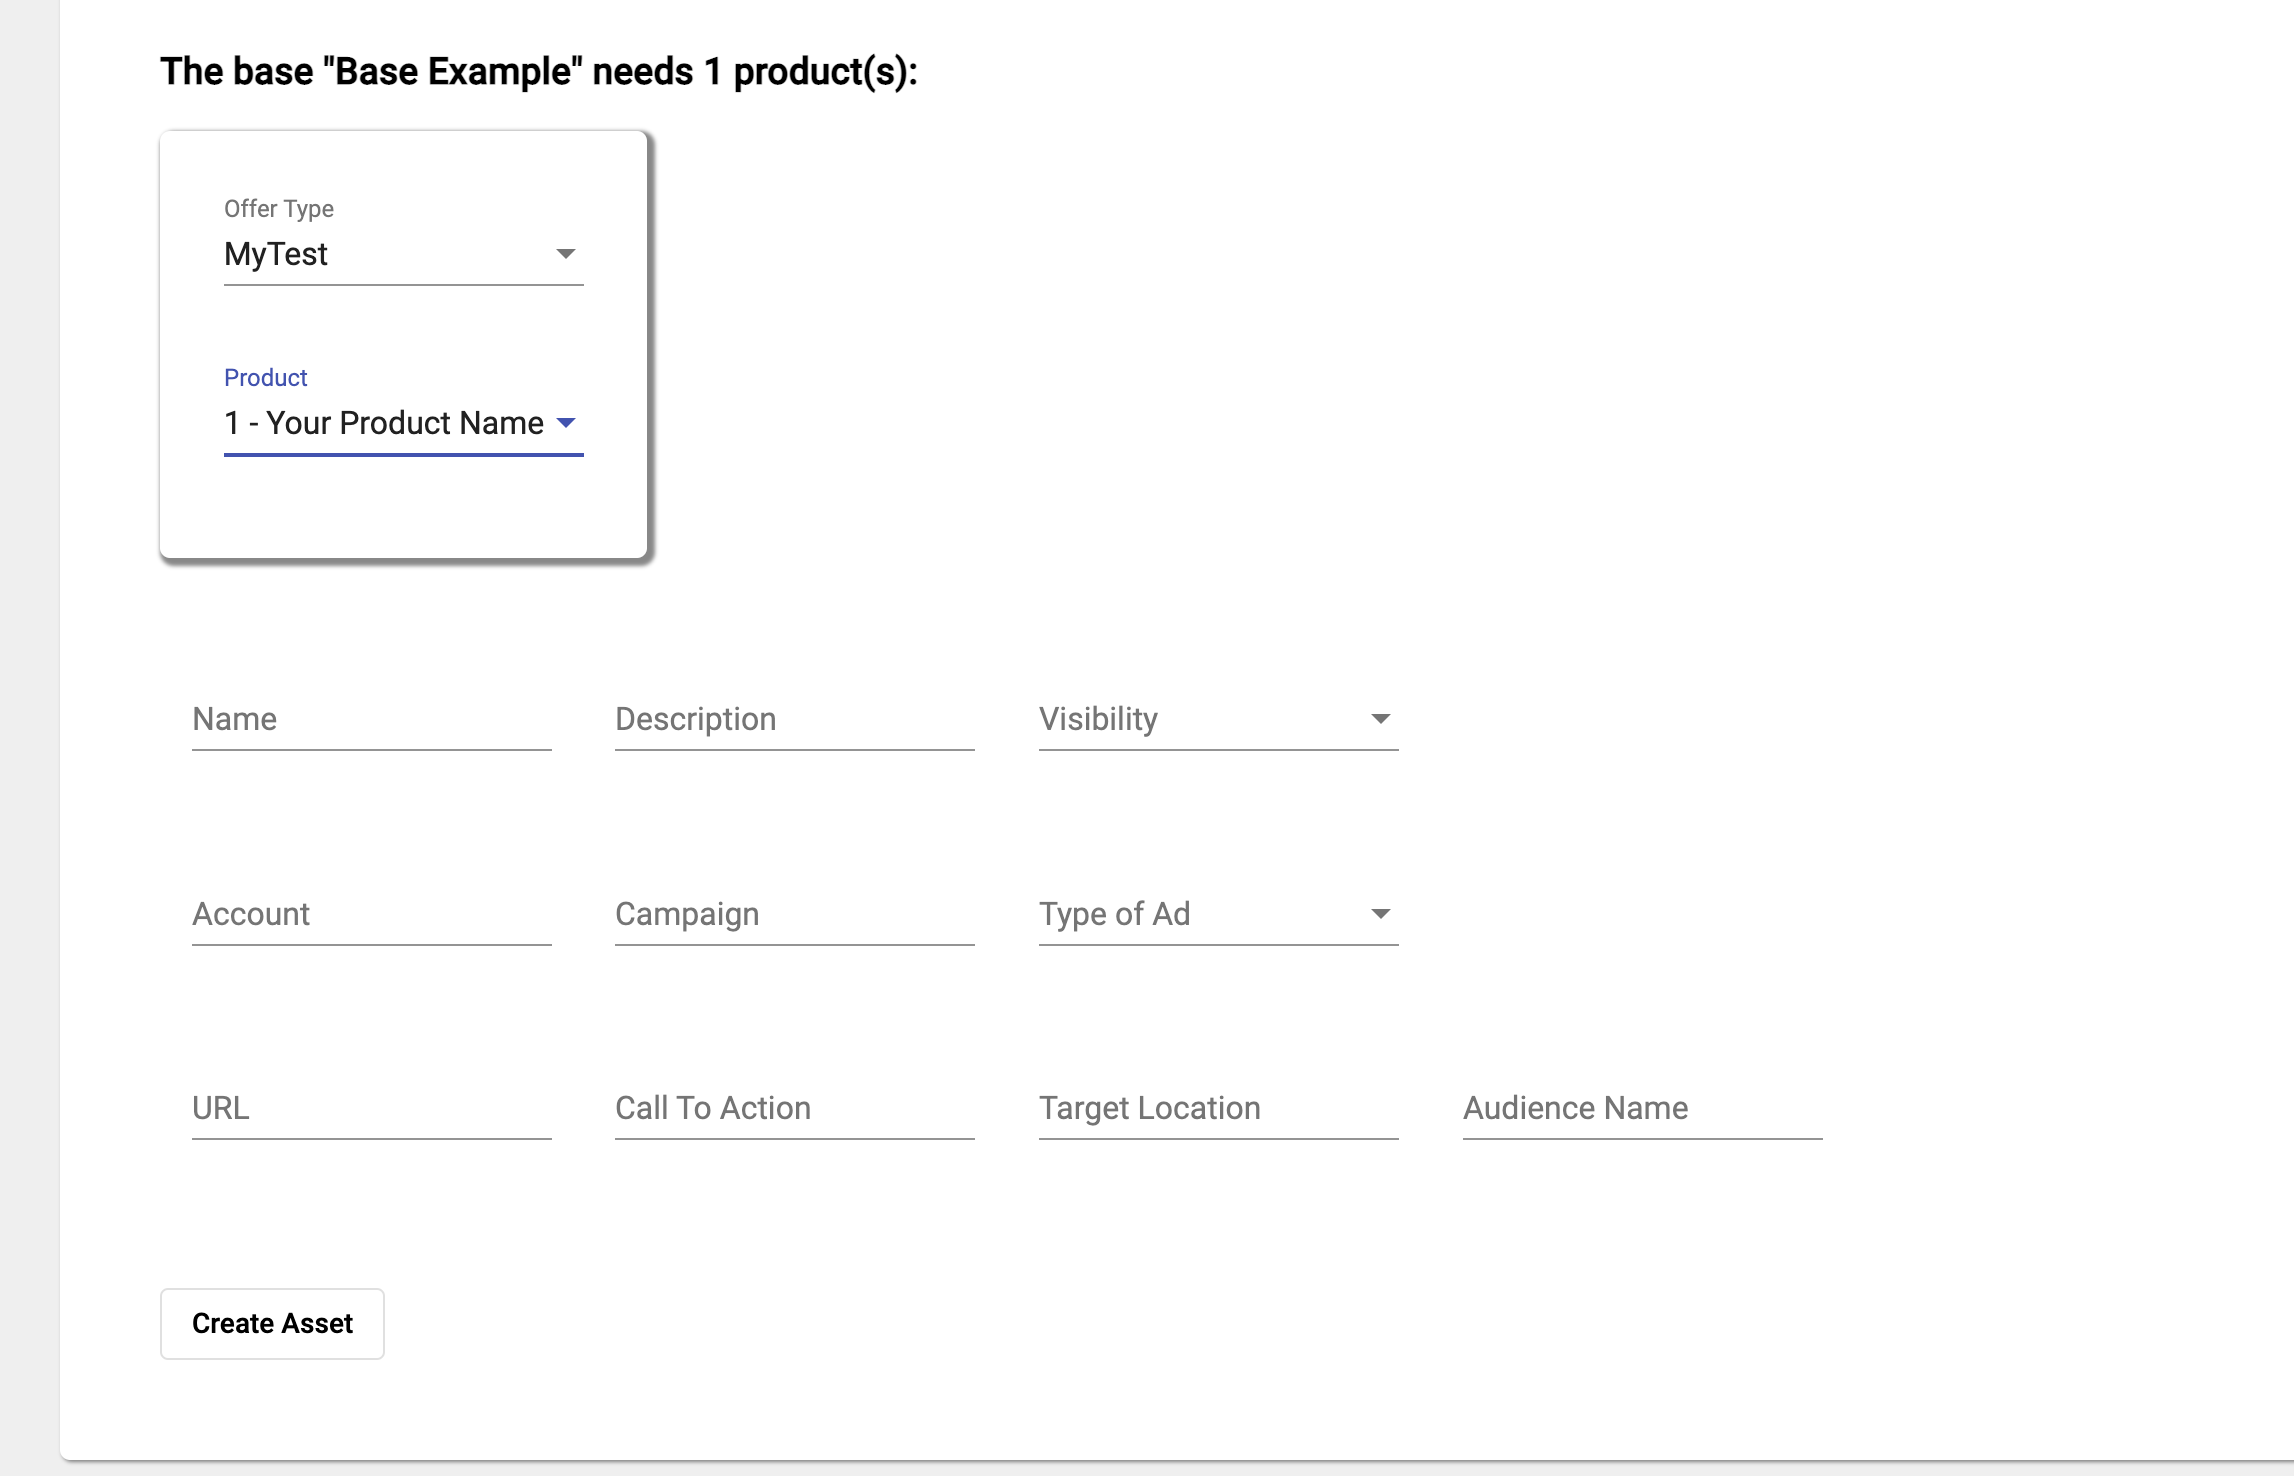 The base "Base Example" needs 1 product(s):
Offer Type
MyTest
Product
1 - Your Product Name
Name Description Visibility
Account Campaign Type of Ad
URL Call To Action Target Location Audience Name
Create Asset